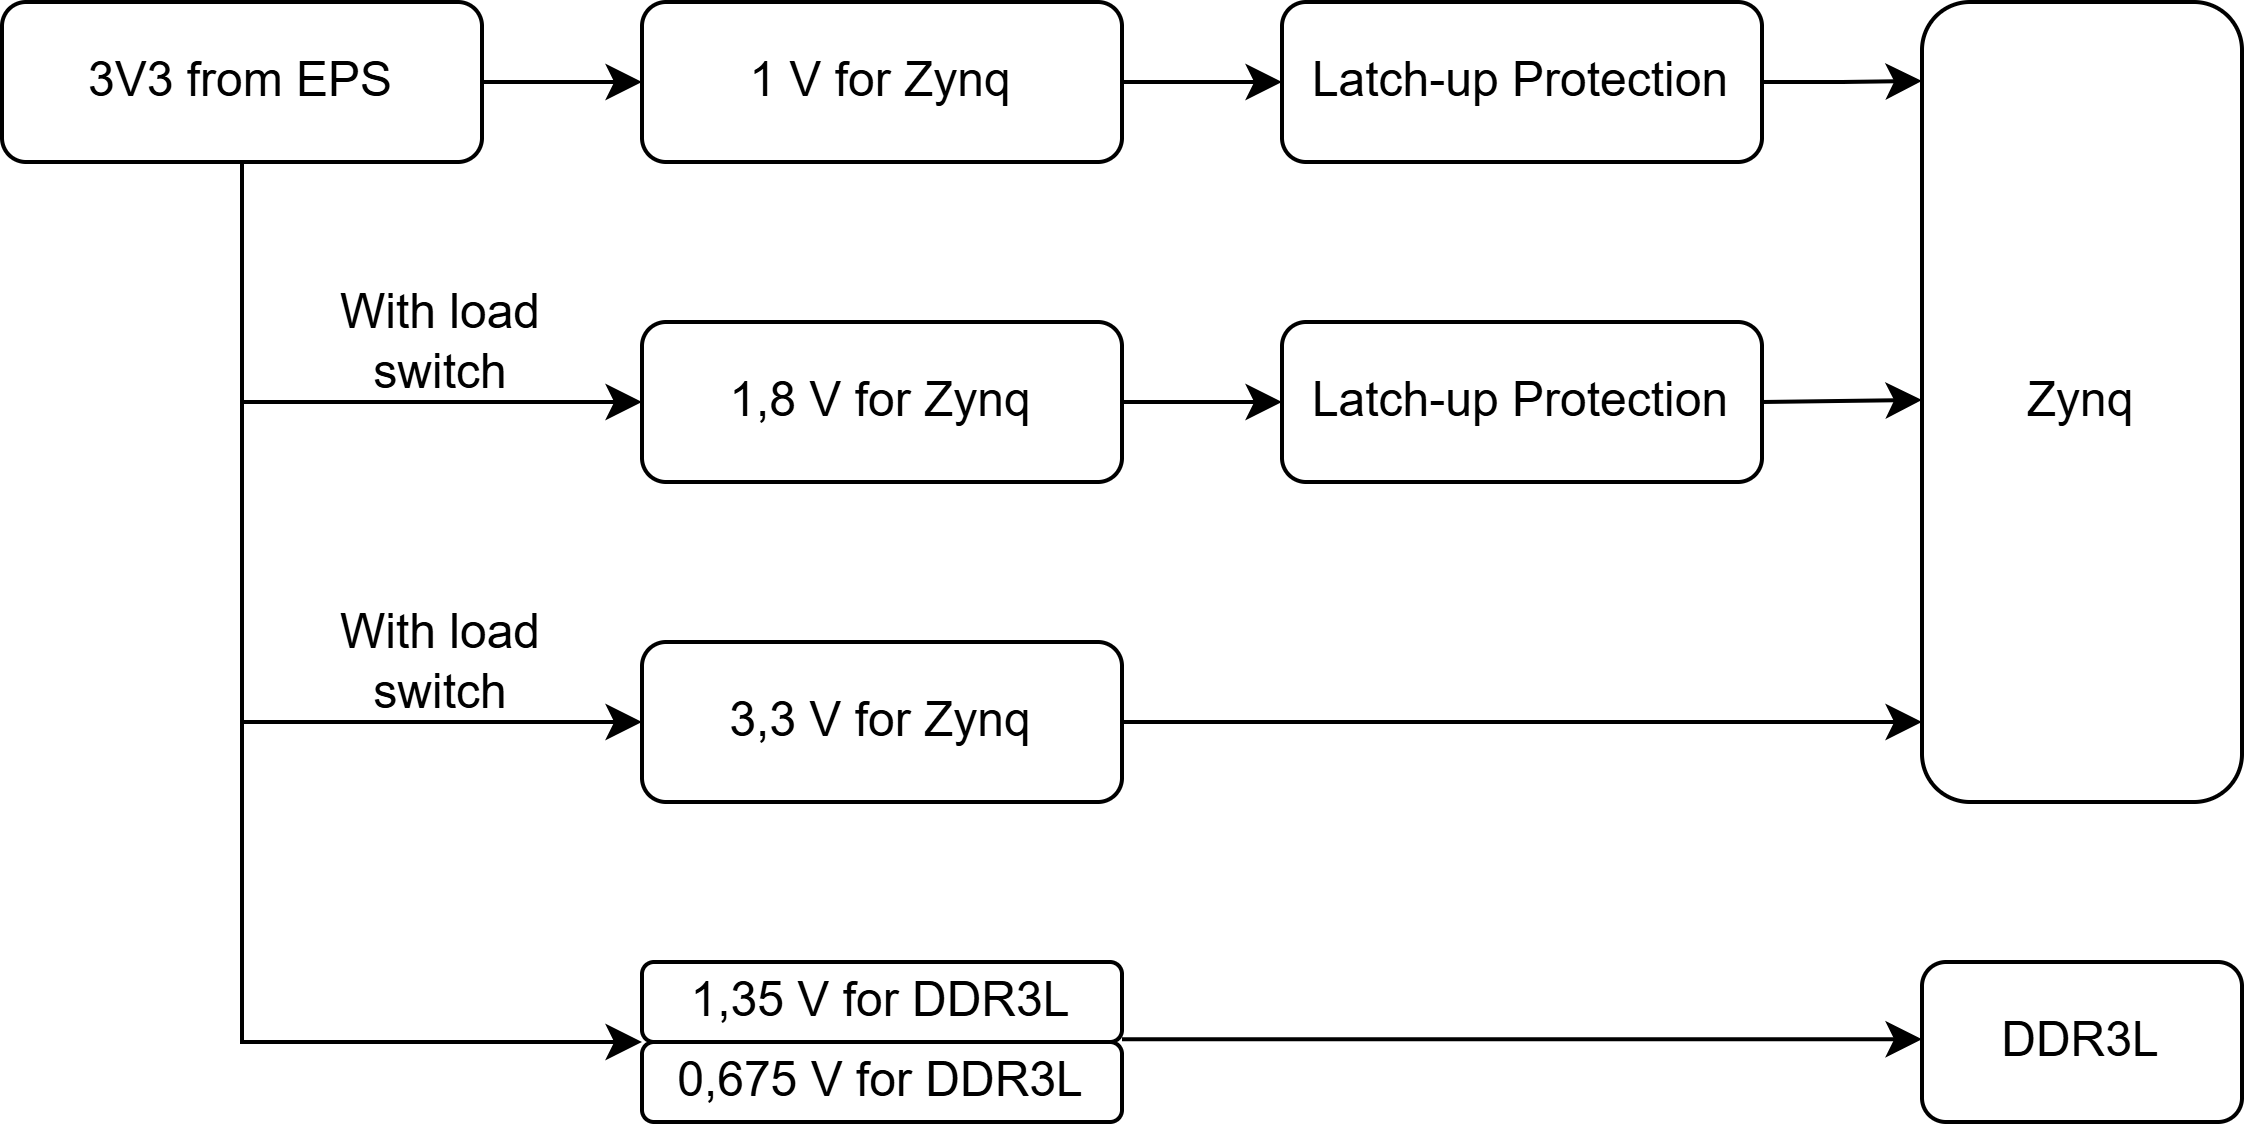 3V3 from EPS
1 V for Zynq
Latch-up Protection
With load
switch
1,8 V for Zynq
Latch-up Protection
Zynq
With load
switch
3,3 V for Zynq
1,35 V for DDR3L
0,675 V for DDR3L
DDR3L